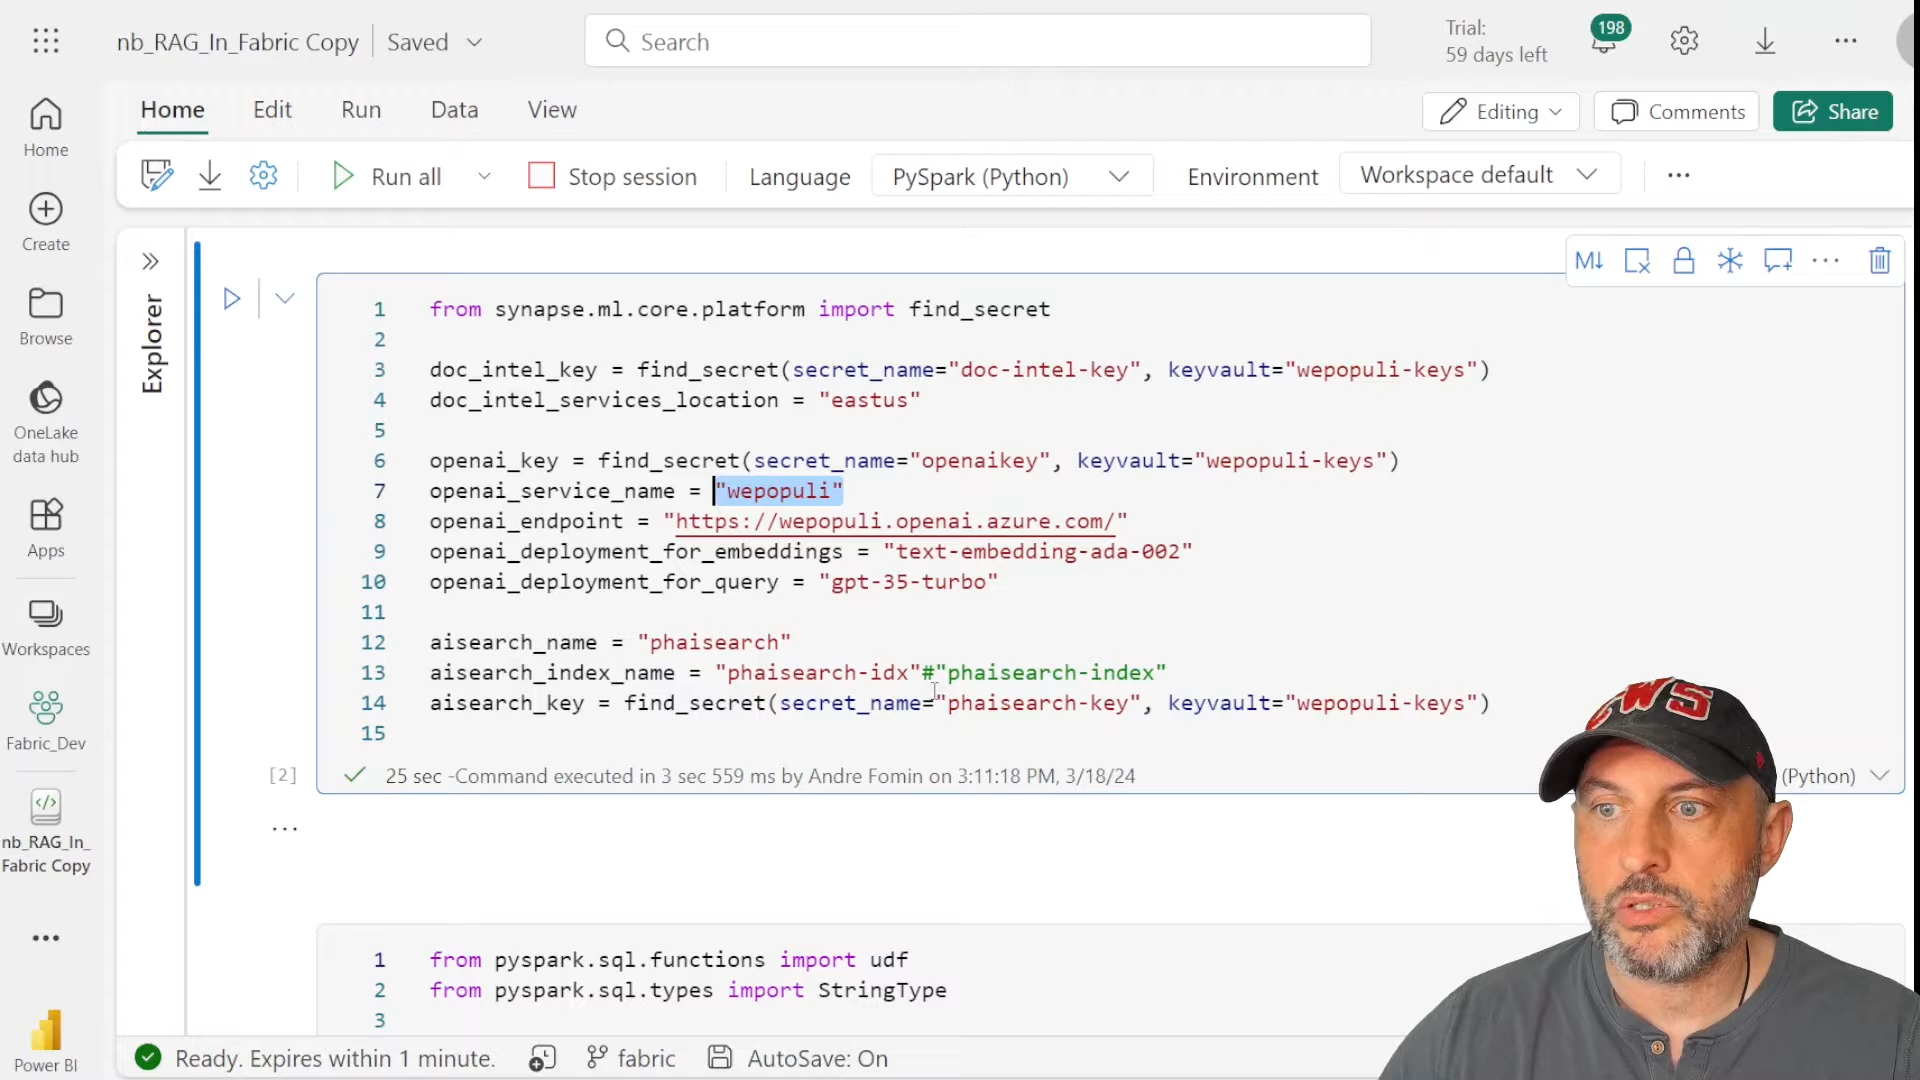 nb_RAG_In_Fabric Copy
Saved
Search
Trial:
59 days left
198
Home
Edit
Run
Data
View
Editing
Comments
Share
Run all
Stop session
Language
PySpark (Python)
Environment
Workspace default
Home
Create
Browse
OneLake
data hub
Apps
Workspaces
Fabric_Dev
nb_RAG_In_
Fabric Copy
Power BI
Explorer
M↓
1 from synapse.ml.core.platform import find_secret
2
3 doc_intel_key = find_secret(secret_name="doc-intel-key", keyvault="wepopuli-keys")
4 doc_intel_services_location = "eastus"
5
6 openai_key = find_secret(secret_name="openaikey", keyvault="wepopuli-keys")
7 openai_service_name = "wepopuli"
8 openai_endpoint = "https://wepopuli.openai.azure.com/"
9 openai_deployment_for_embeddings = "text-embedding-ada-002"
10 openai_deployment_for_query = "gpt-35-turbo"
11
12 aisearch_name = "phaisearch"
13 aisearch_index_name = "phaisearch-idx"#"phaisearch-index"
14 aisearch_key = find_secret(secret_name="phaisearch-key", keyvault="wepopuli-keys")
15
[2]
25 sec -Command executed in 3 sec 559 ms by Andre Fomin on 3:11:18 PM, 3/18/24
(Python)
1 from pyspark.sql.functions import udf
2 from pyspark.sql.types import StringType
3
Ready. Expires within 1 minute.
fabric
AutoSave: On